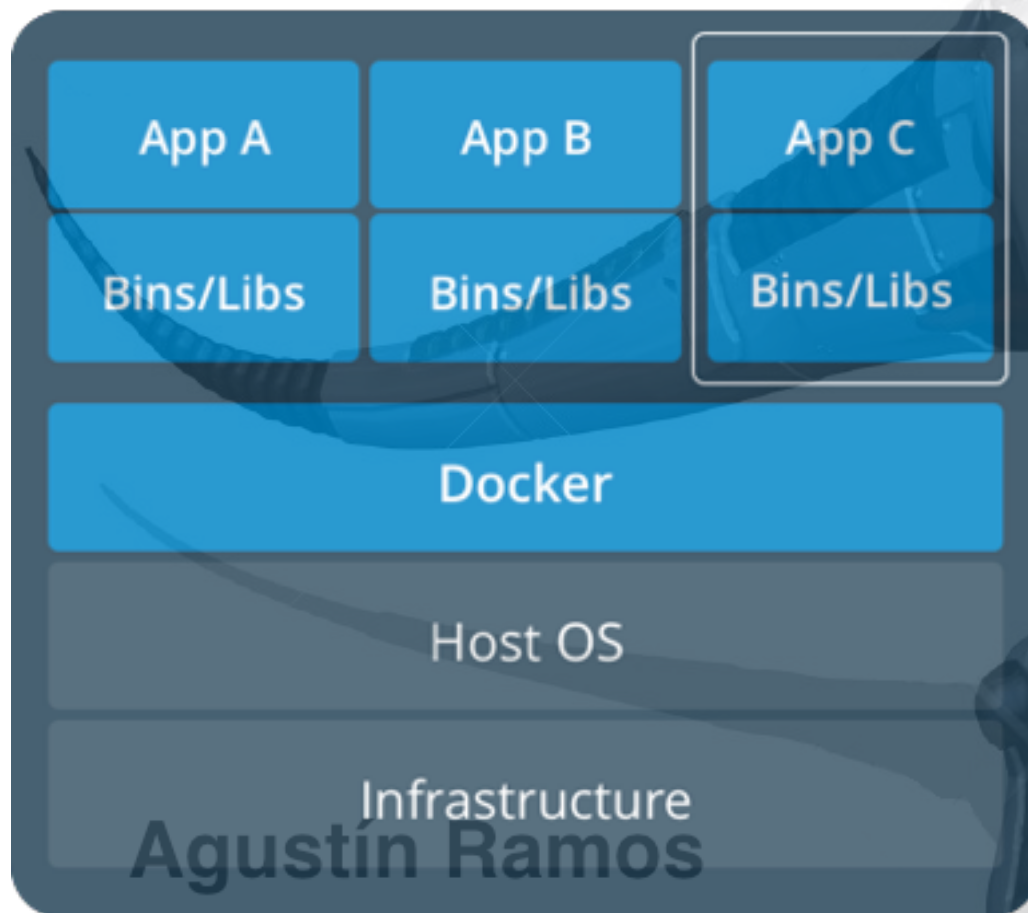 App A App B App C
Bins/Libs Bins/Libs Bins/Libs
Docker
Host OS
Infrastructure
Agustín Ramos